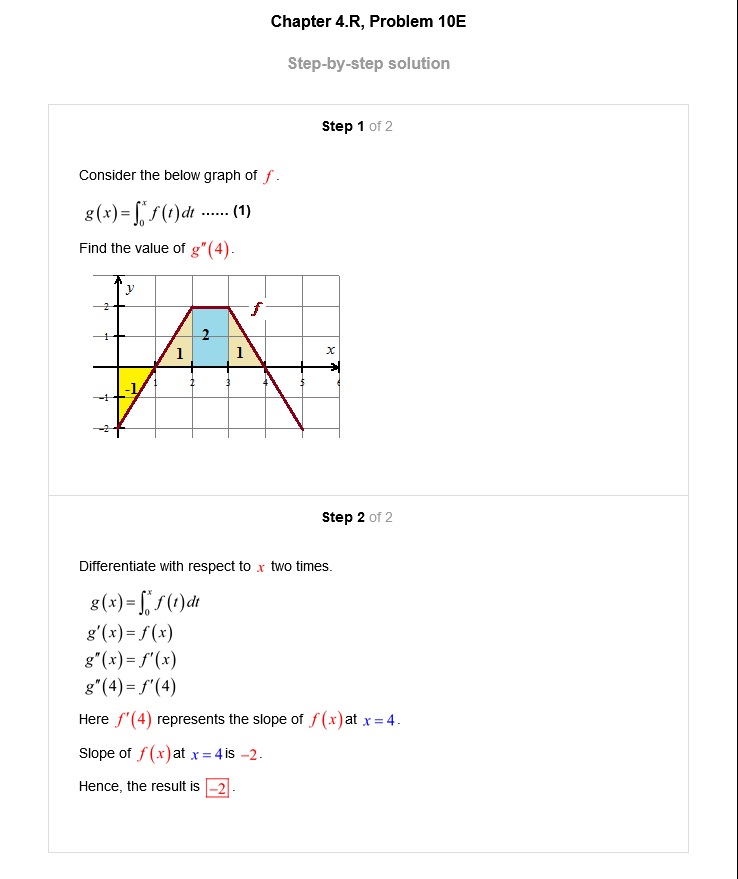 Chapter 4.R, Problem 10E
Step-by-step solution
Step 1 of 2
Consider the below graph of f .
g(x) = ∫₀ˣ f(t)dt ...... (1)
Find the value of g″(4).
y
2
f
1
2
1
1
x
-1
1
2
3
4
5
6
−1
−2
Step 2 of 2
Differentiate with respect to x two times.
g(x) = ∫₀ˣ f(t)dt
g′(x) = f(x)
g″(x) = f′(x)
g″(4) = f′(4)
Here f′(4) represents the slope of f(x) at x = 4.
Slope of f(x) at x = 4 is −2.
Hence, the result is −2.